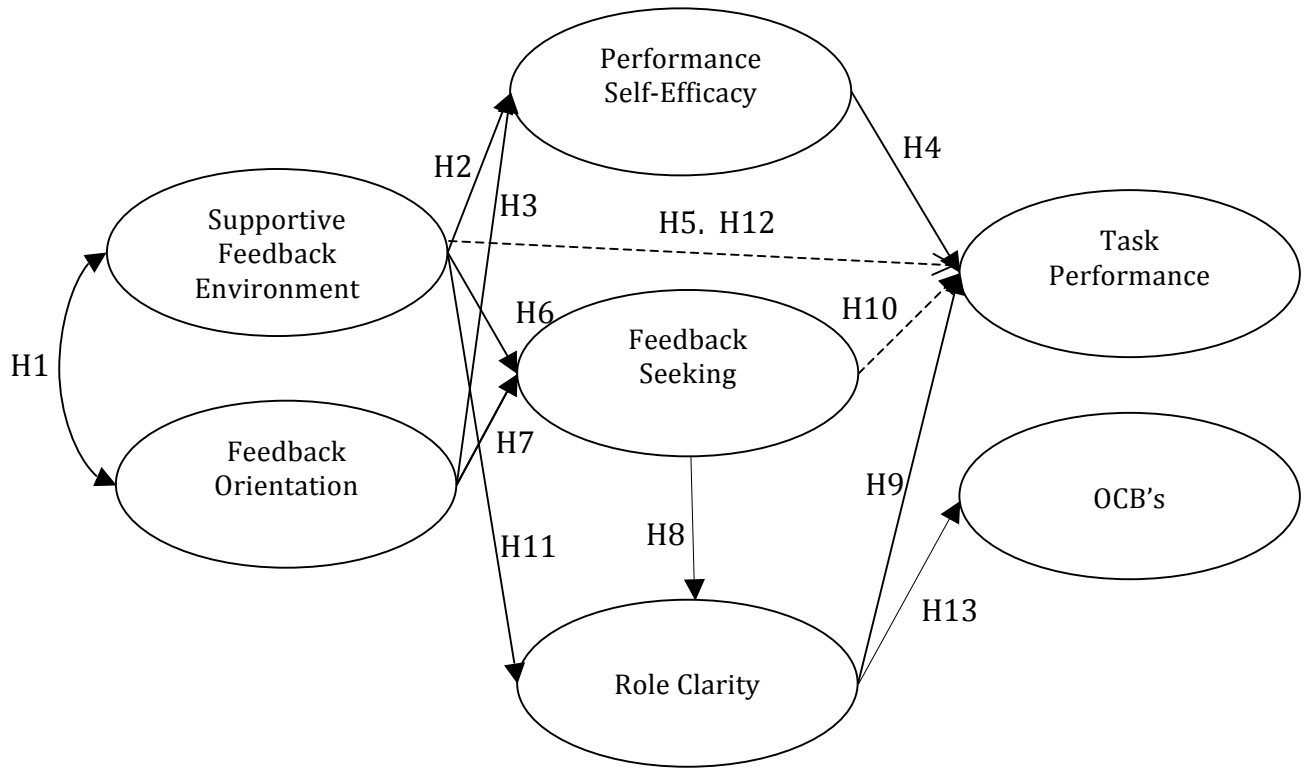 Performance
Self-Efficacy
H4
H2
H3
Supportive
Feedback
Environment
H5. H12
Task
Performance
H6
H10
Feedback
Seeking
H1
Feedback
Orientation
H7
H9
OCB’s
H11
H8
H13
Role Clarity